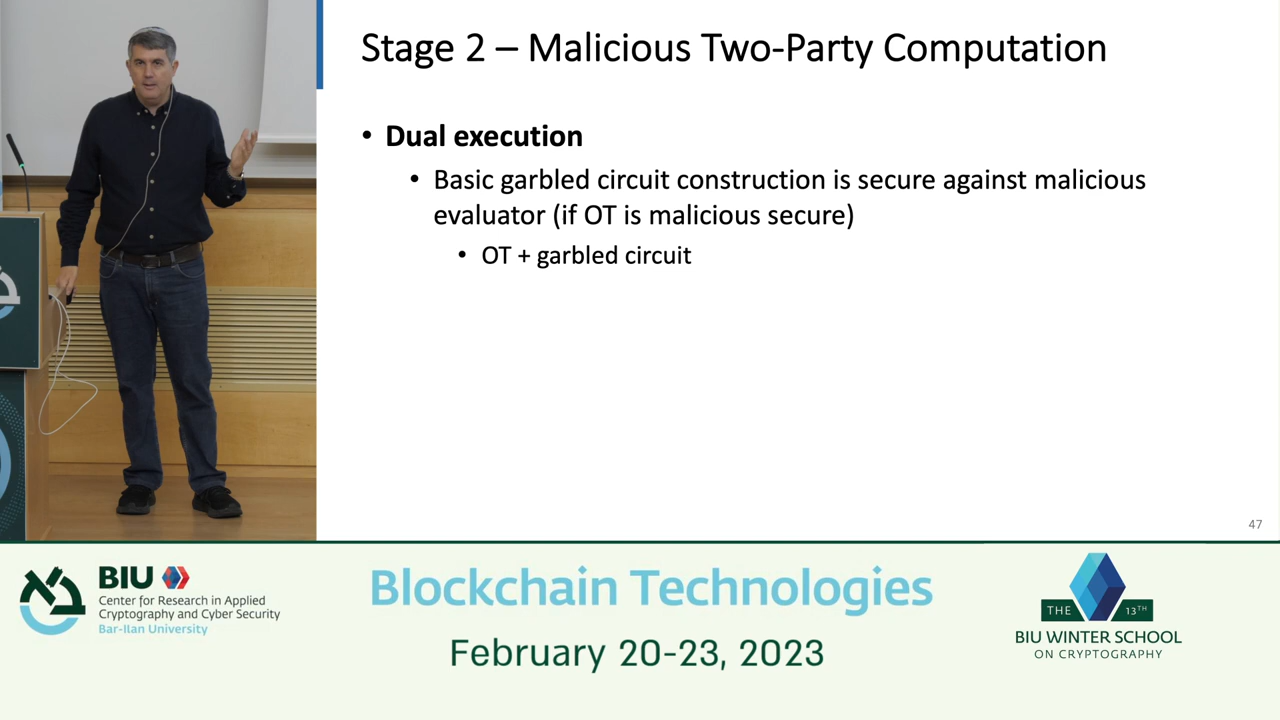 Stage 2 – Malicious Two-Party Computation
• Dual execution
• Basic garbled circuit construction is secure against malicious
evaluator (if OT is malicious secure)
• OT + garbled circuit
47
BIU
Center for Research in Applied
Cryptography and Cyber Security
Bar-Ilan University
Blockchain Technologies
February 20-23, 2023
THE 13TH
BIU WINTER SCHOOL
ON CRYPTOGRAPHY